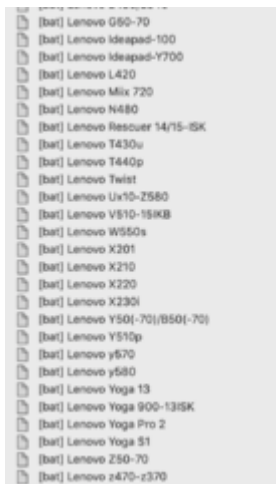 [bat] Lenovo G50-70
[bat] Lenovo Ideapad-100
[bat] Lenovo Ideapad-Y700
[bat] Lenovo L420
[bat] Lenovo Miix 720
[bat] Lenovo N480
[bat] Lenovo Rescuer 14/15-ISK
[bat] Lenovo T430u
[bat] Lenovo T440p
[bat] Lenovo Twist
[bat] Lenovo Ux10-Z580
[bat] Lenovo V510-15IKB
[bat] Lenovo W550s
[bat] Lenovo X201
[bat] Lenovo X210
[bat] Lenovo X220
[bat] Lenovo X230i
[bat] Lenovo Y50(-70)/B50(-70)
[bat] Lenovo Y510p
[bat] Lenovo y570
[bat] Lenovo y580
[bat] Lenovo Yoga 13
[bat] Lenovo Yoga 900-13ISK
[bat] Lenovo Yoga Pro 2
[bat] Lenovo Yoga S1
[bat] Lenovo Z50-70
[bat] Lenovo z470-z370